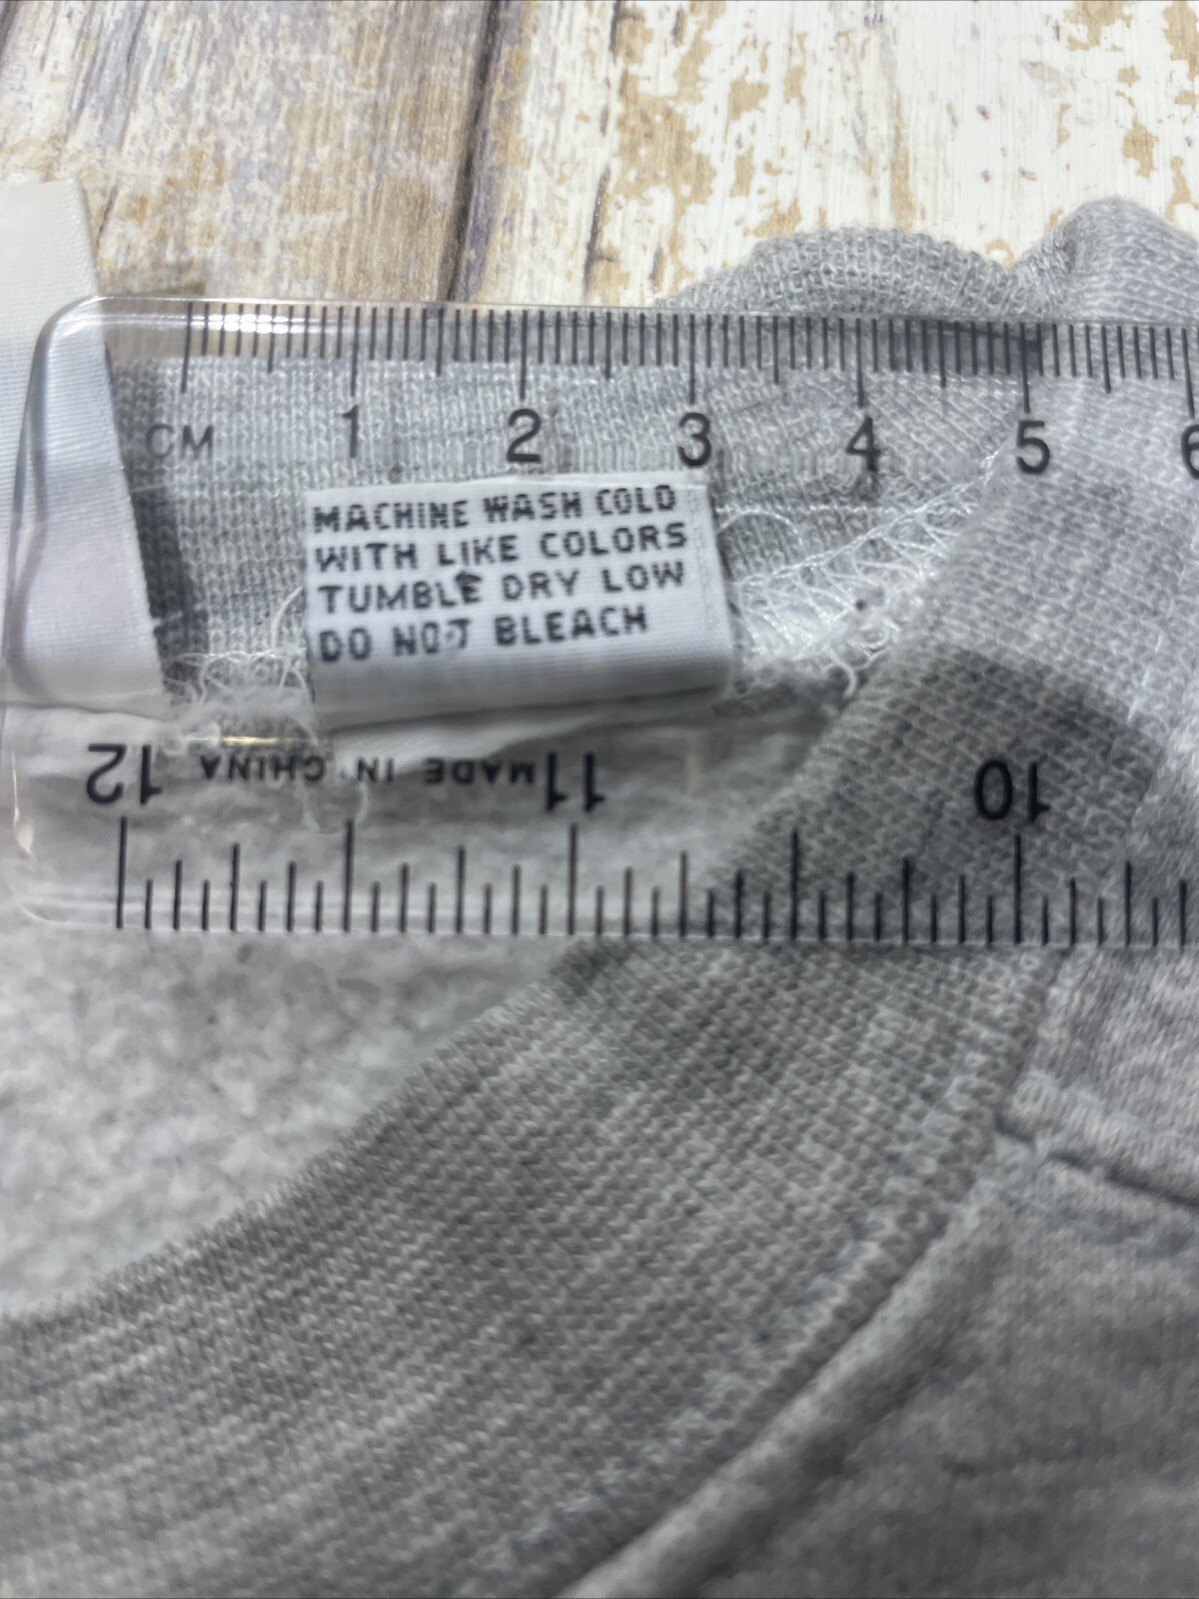 CM 1 2 3 4 5 6
MACHINE WASH COLD
WITH LIKE COLORS
TUMBLE DRY LOW
DO NOT BLEACH
12 MADE IN CHINA 11 10